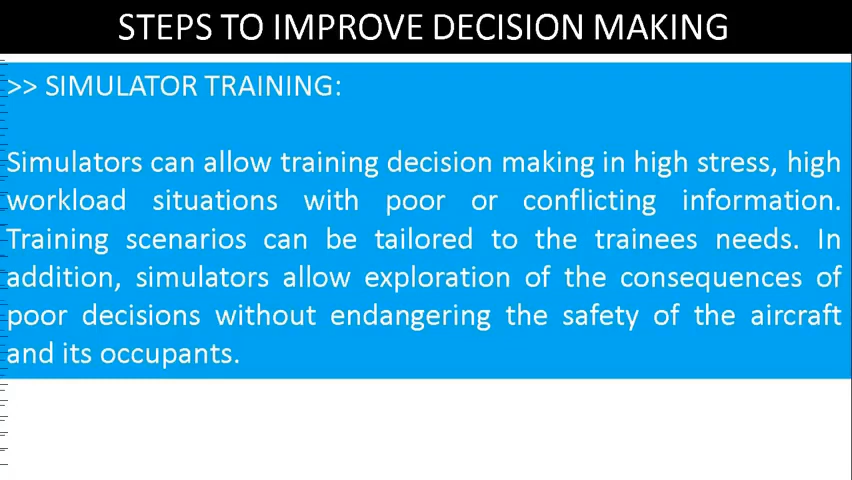 STEPS TO IMPROVE DECISION MAKING
>> SIMULATOR TRAINING:
Simulators can allow training decision making in high stress, high
workload situations with poor or conflicting information.
Training scenarios can be tailored to the trainees needs. In
addition, simulators allow exploration of the consequences of
poor decisions without endangering the safety of the aircraft
and its occupants.